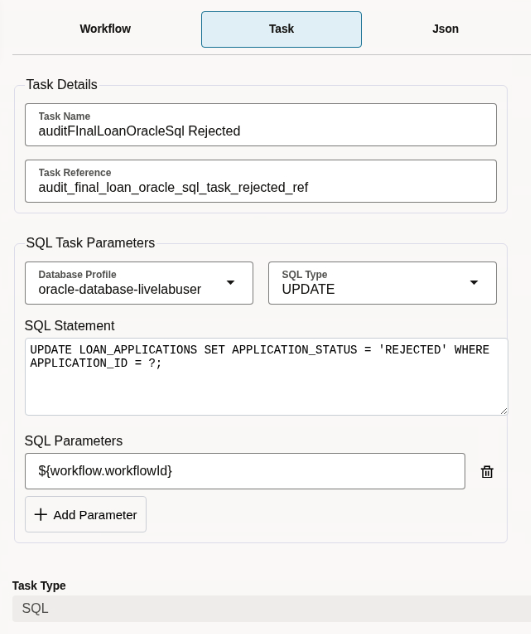 Workflow Task Json
Task Details
Task Name
auditFInalLoanOracleSql Rejected
Task Reference
audit_final_loan_oracle_sql_task_rejected_ref
SQL Task Parameters
Database Profile SQL Type
oracle-database-livelabuser UPDATE
SQL Statement
UPDATE LOAN_APPLICATIONS SET APPLICATION_STATUS = 'REJECTED' WHERE
APPLICATION_ID = ?;
SQL Parameters
${workflow.workflowId}
Add Parameter
Task Type
SQL